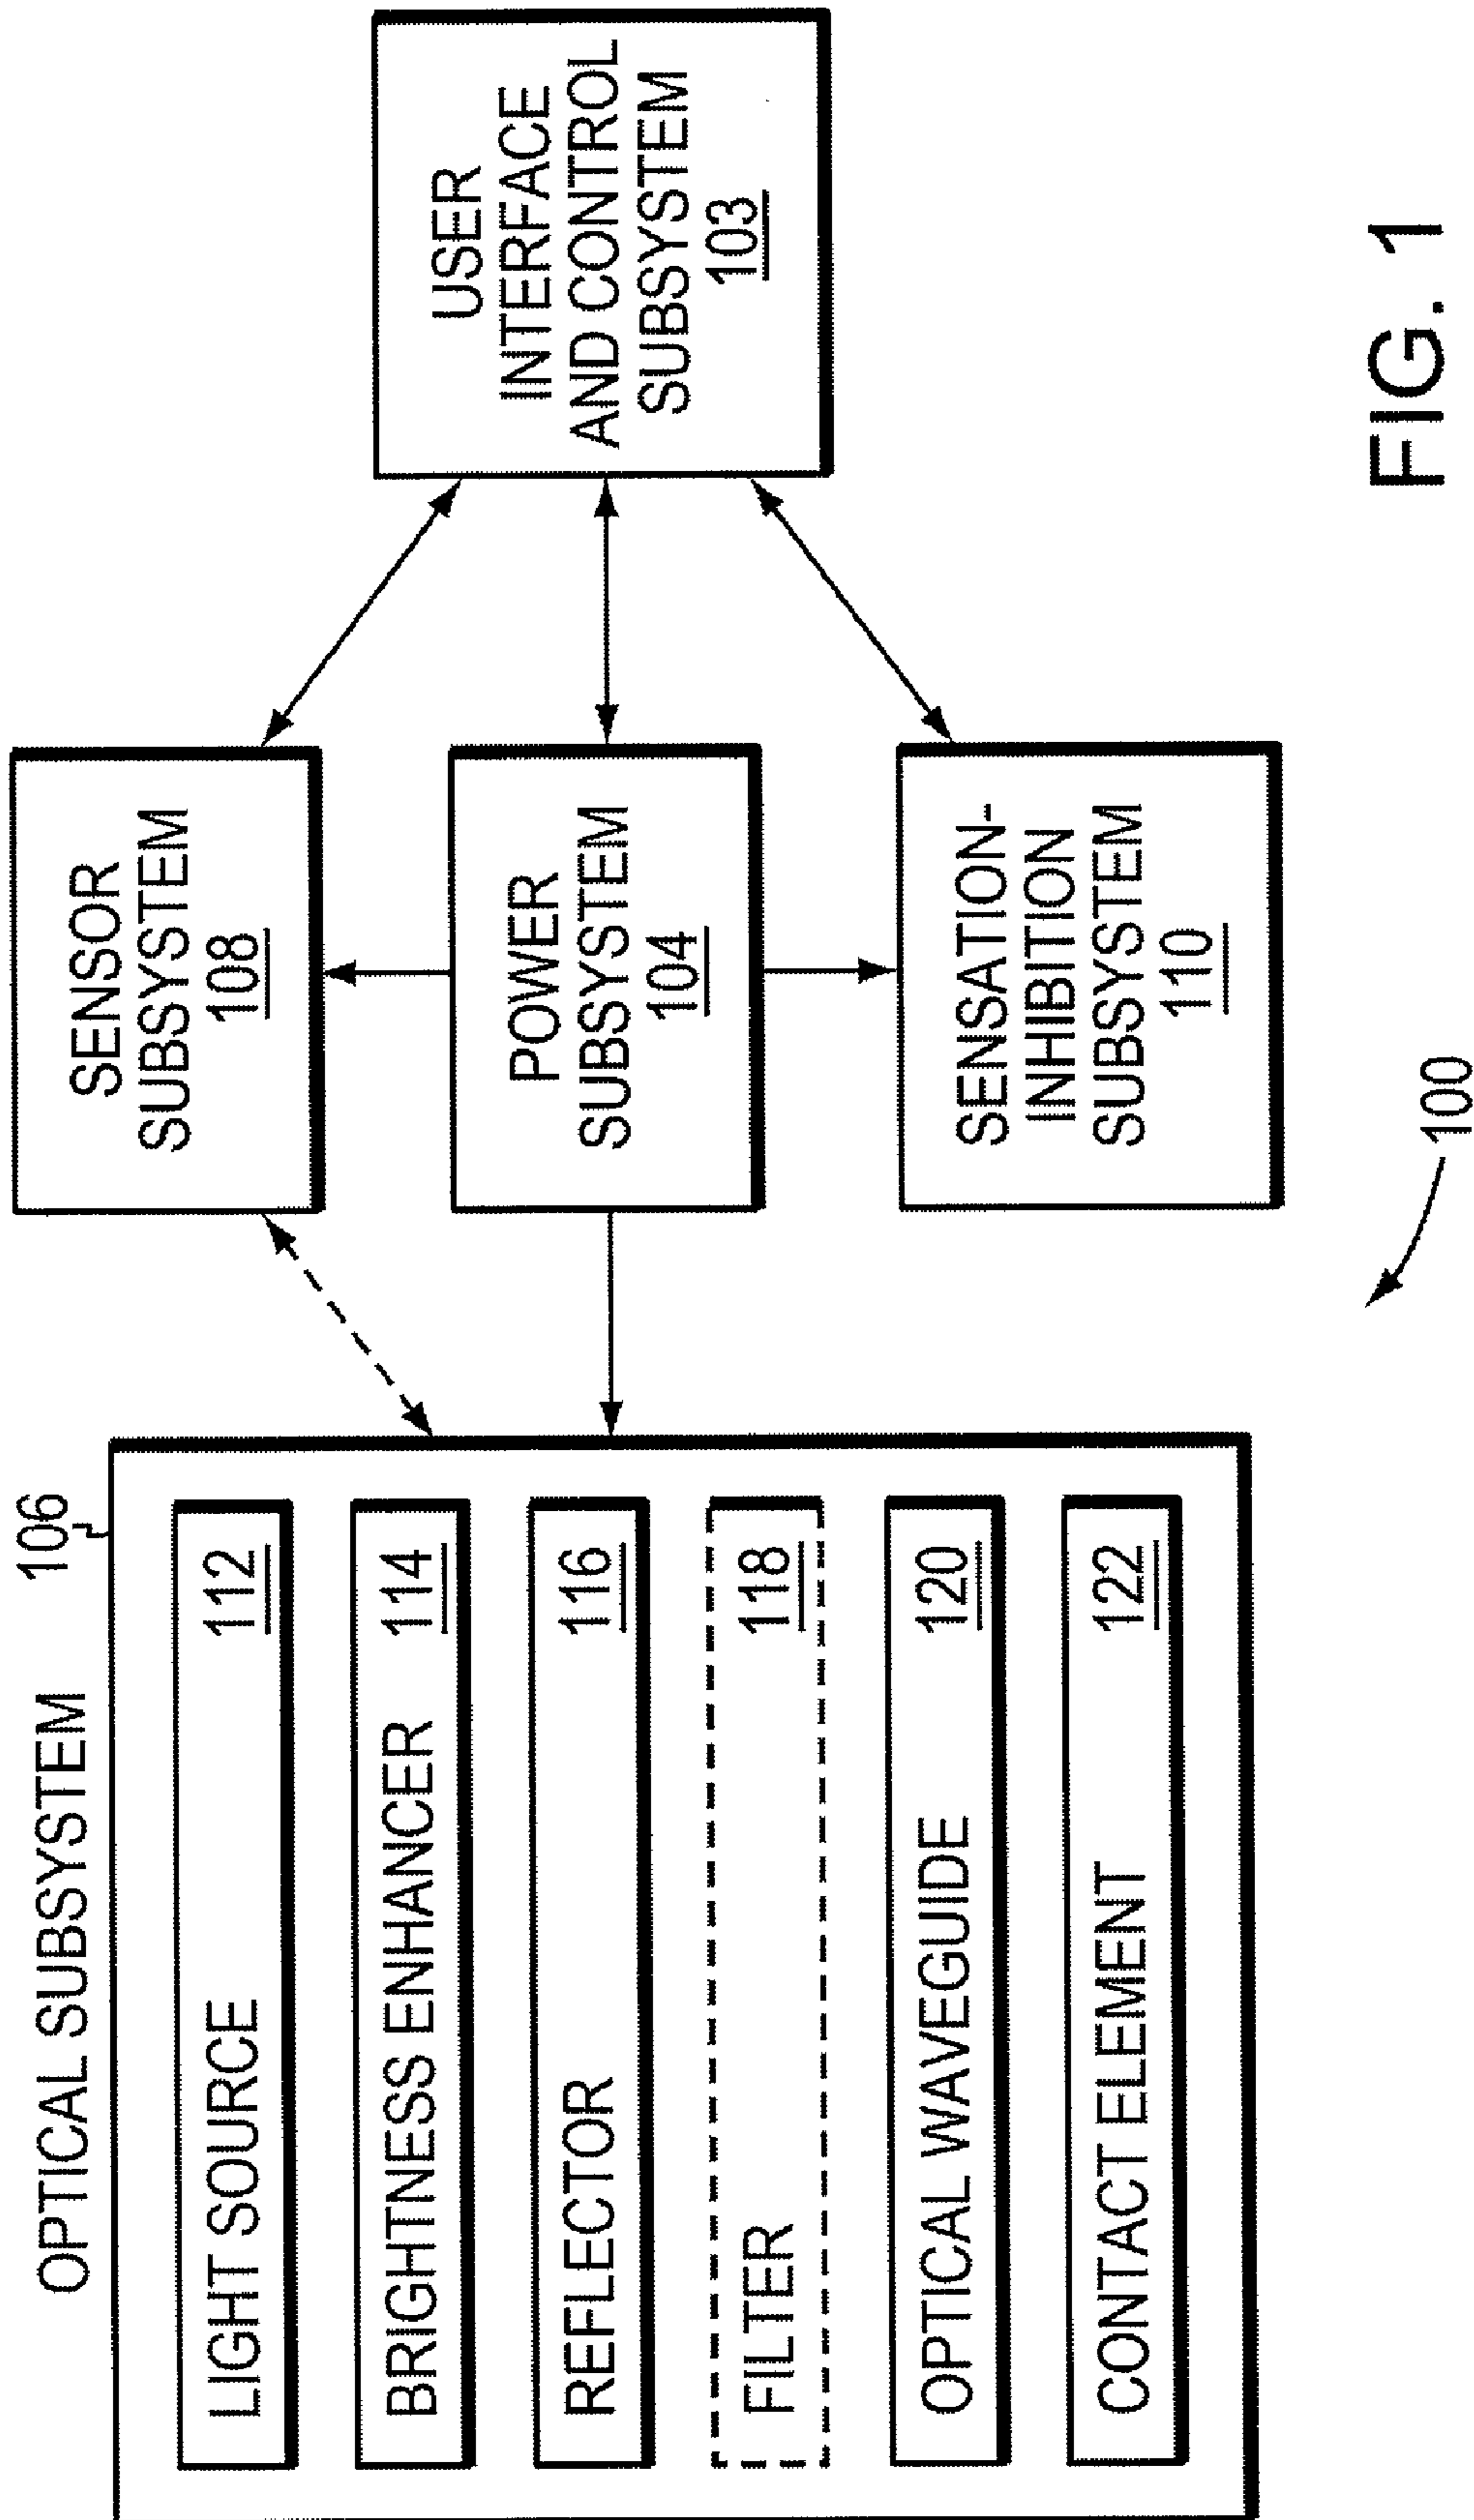 OPTICAL SUBSYSTEM
106
LIGHT SOURCE 112
BRIGHTNESS ENHANCER 114
REFLECTOR 116
FILTER 118
OPTICAL WAVEGUIDE 120
CONTACT ELEMENT 122
SENSOR
SUBSYSTEM
108
POWER
SUBSYSTEM
104
SENSATION-
INHIBITION
SUBSYSTEM
110
USER
INTERFACE
AND CONTROL
SUBSYSTEM
103
100
FIG. 1